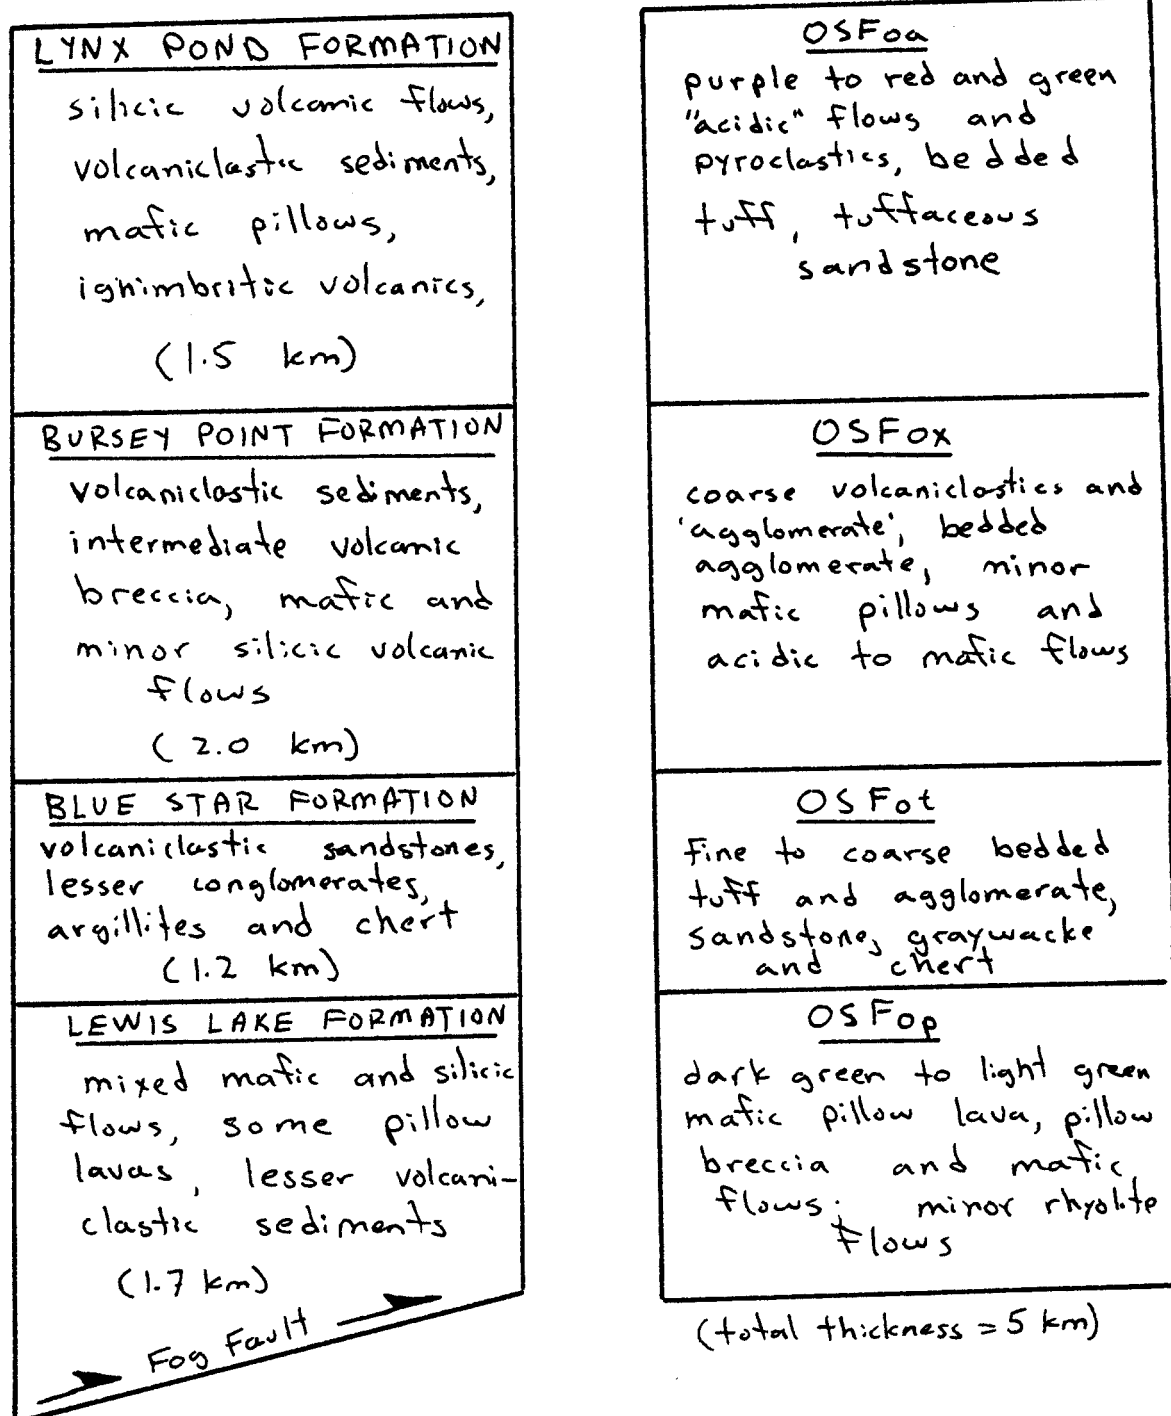 LYNX POND FORMATION
silicic volcanic flows,
volcaniclastic sediments,
mafic pillows,
ignimbritic volcanics,
(1.5 km)
BURSEY POINT FORMATION
volcaniclastic sediments,
intermediate volcanic
breccia, mafic and
minor silicic volcanic
flows
(2.0 km)
BLUE STAR FORMATION
volcaniclastic sandstones,
lesser conglomerates,
argillites and chert
(1.2 km)
LEWIS LAKE FORMATION
mixed mafic and silicic
flows, some pillow
lavas, lesser volcani-
clastic sediments
(1.7 km)
Fog Fault
OSFoa
purple to red and green
"acidic" flows and
pyroclastics, bedded
tuff, tuffaceous
sandstone
OSFox
coarse volcaniclastics and
'agglomerate', bedded
agglomerate, minor
mafic pillows and
acidic to mafic flows
OSFot
fine to coarse bedded
tuff and agglomerate,
sandstone, graywacke
and chert
OSFop
dark green to light green
mafic pillow lava, pillow
breccia and mafic
flows; minor rhyolite
flows
(total thickness = 5 km)